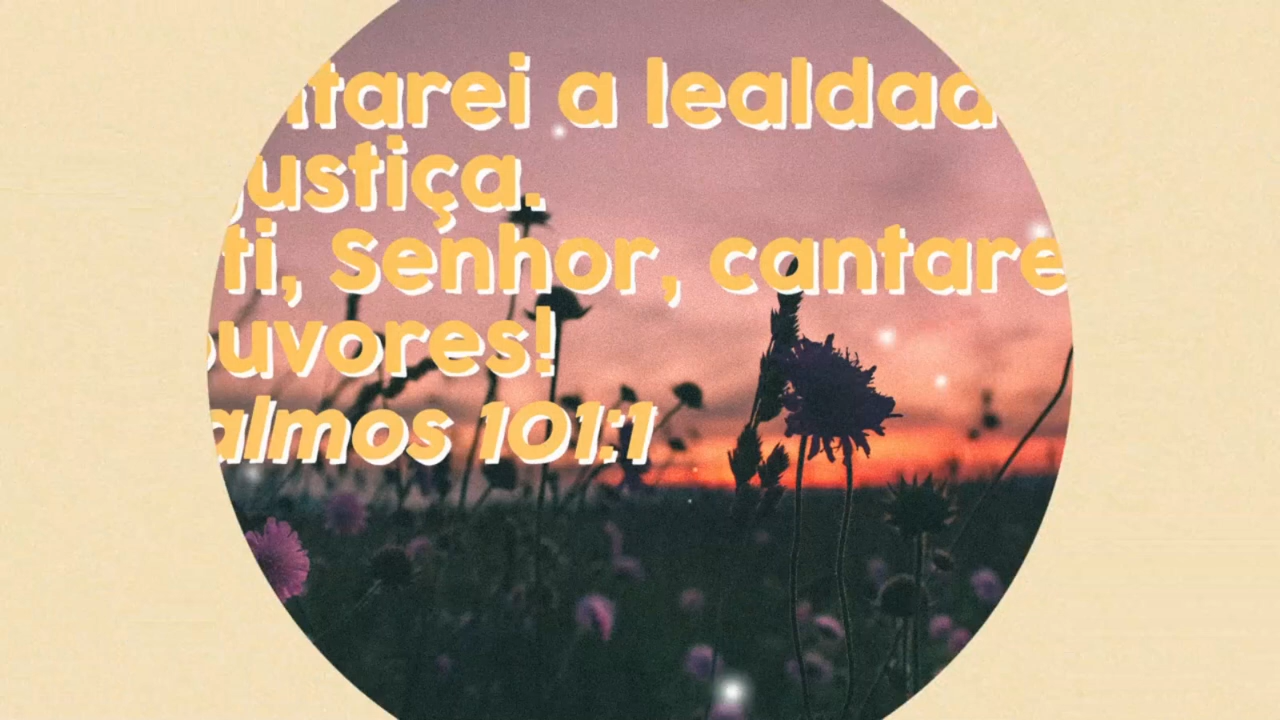 ntarei a lealdad
justiça.
ti, Senhor, cantare
ouvores!
almos 101:1